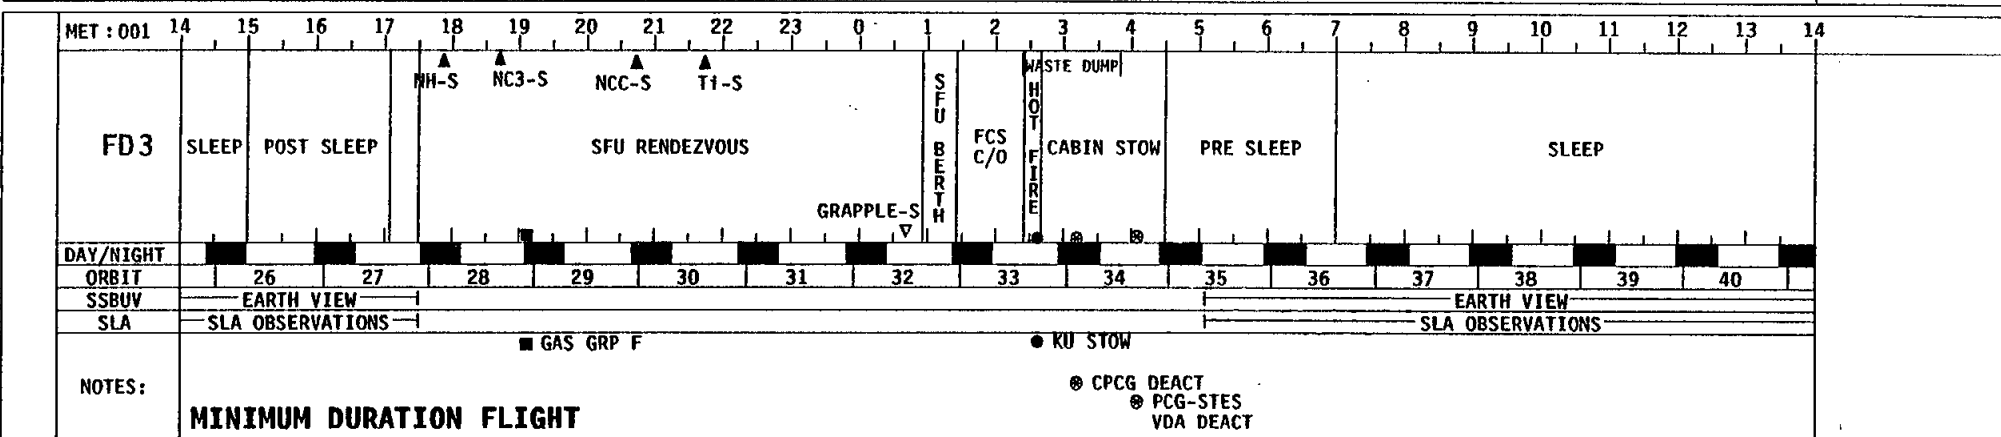 MET : 001 14 15 16 17 18 19 20 21 22 23 0 1 2 3 4 5 6 7 8 9 10 11 12 13 14
NH-S NC3-S NCC-S Ti-S WASTE DUMP
FD3 SLEEP POST SLEEP SFU RENDEZVOUS SFU BERTH FCS C/O HOT FIRE CABIN STOW PRE SLEEP SLEEP
GRAPPLE-S
DAY/NIGHT
ORBIT 26 27 28 29 30 31 32 33 34 35 36 37 38 39 40
SSBUV EARTH VIEW EARTH VIEW
SLA SLA OBSERVATIONS SLA OBSERVATIONS
GAS GRP F KU STOW
NOTES: CPCG DEACT
PCG-STES
MINIMUM DURATION FLIGHT VDA DEACT